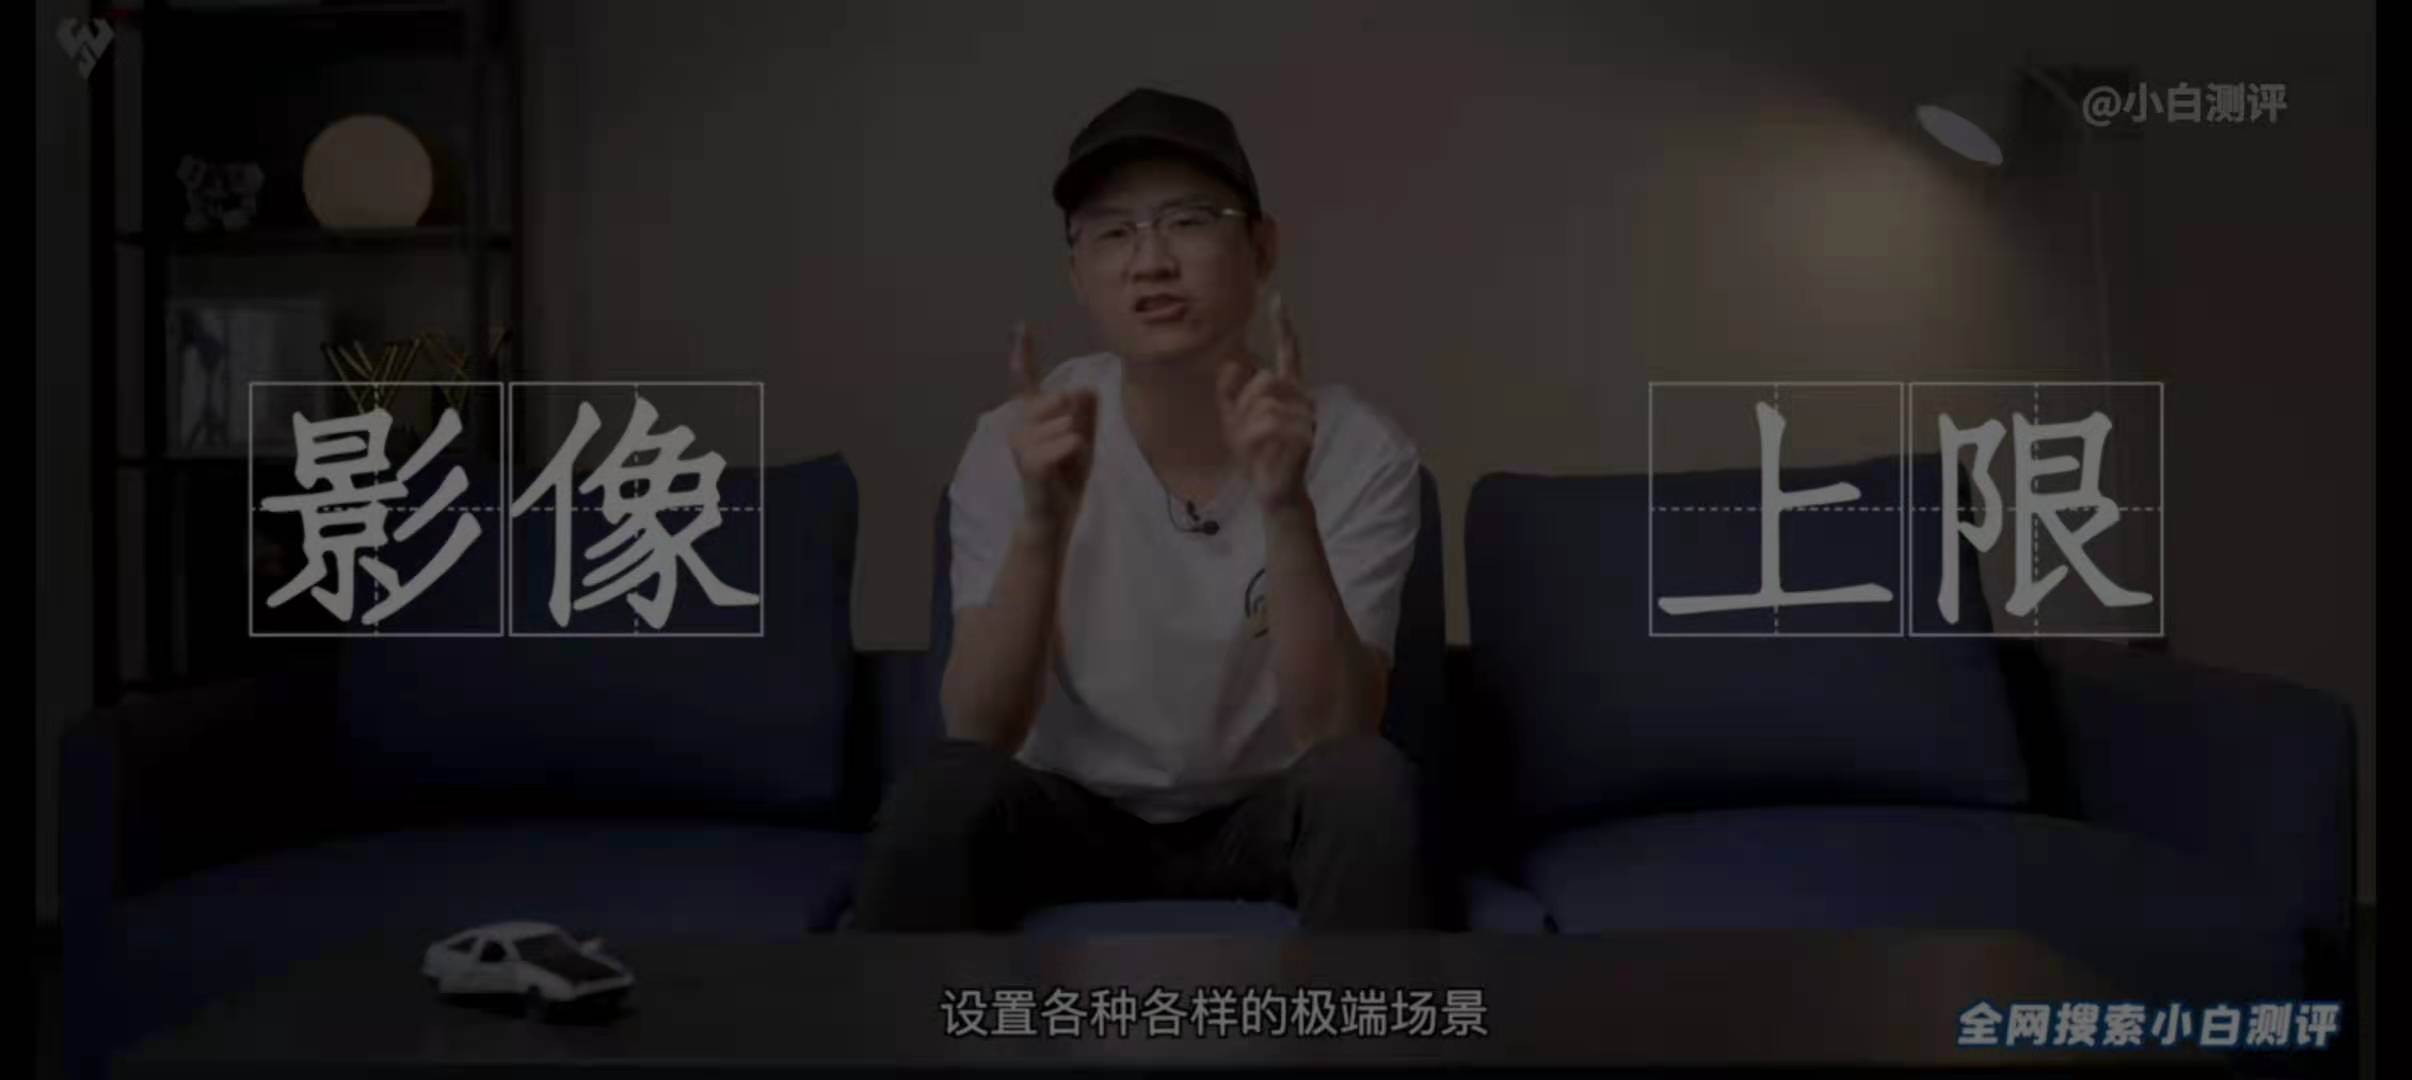 @小白测评
影像
上限
设置各种各样的极端场景
全网搜索小白测评